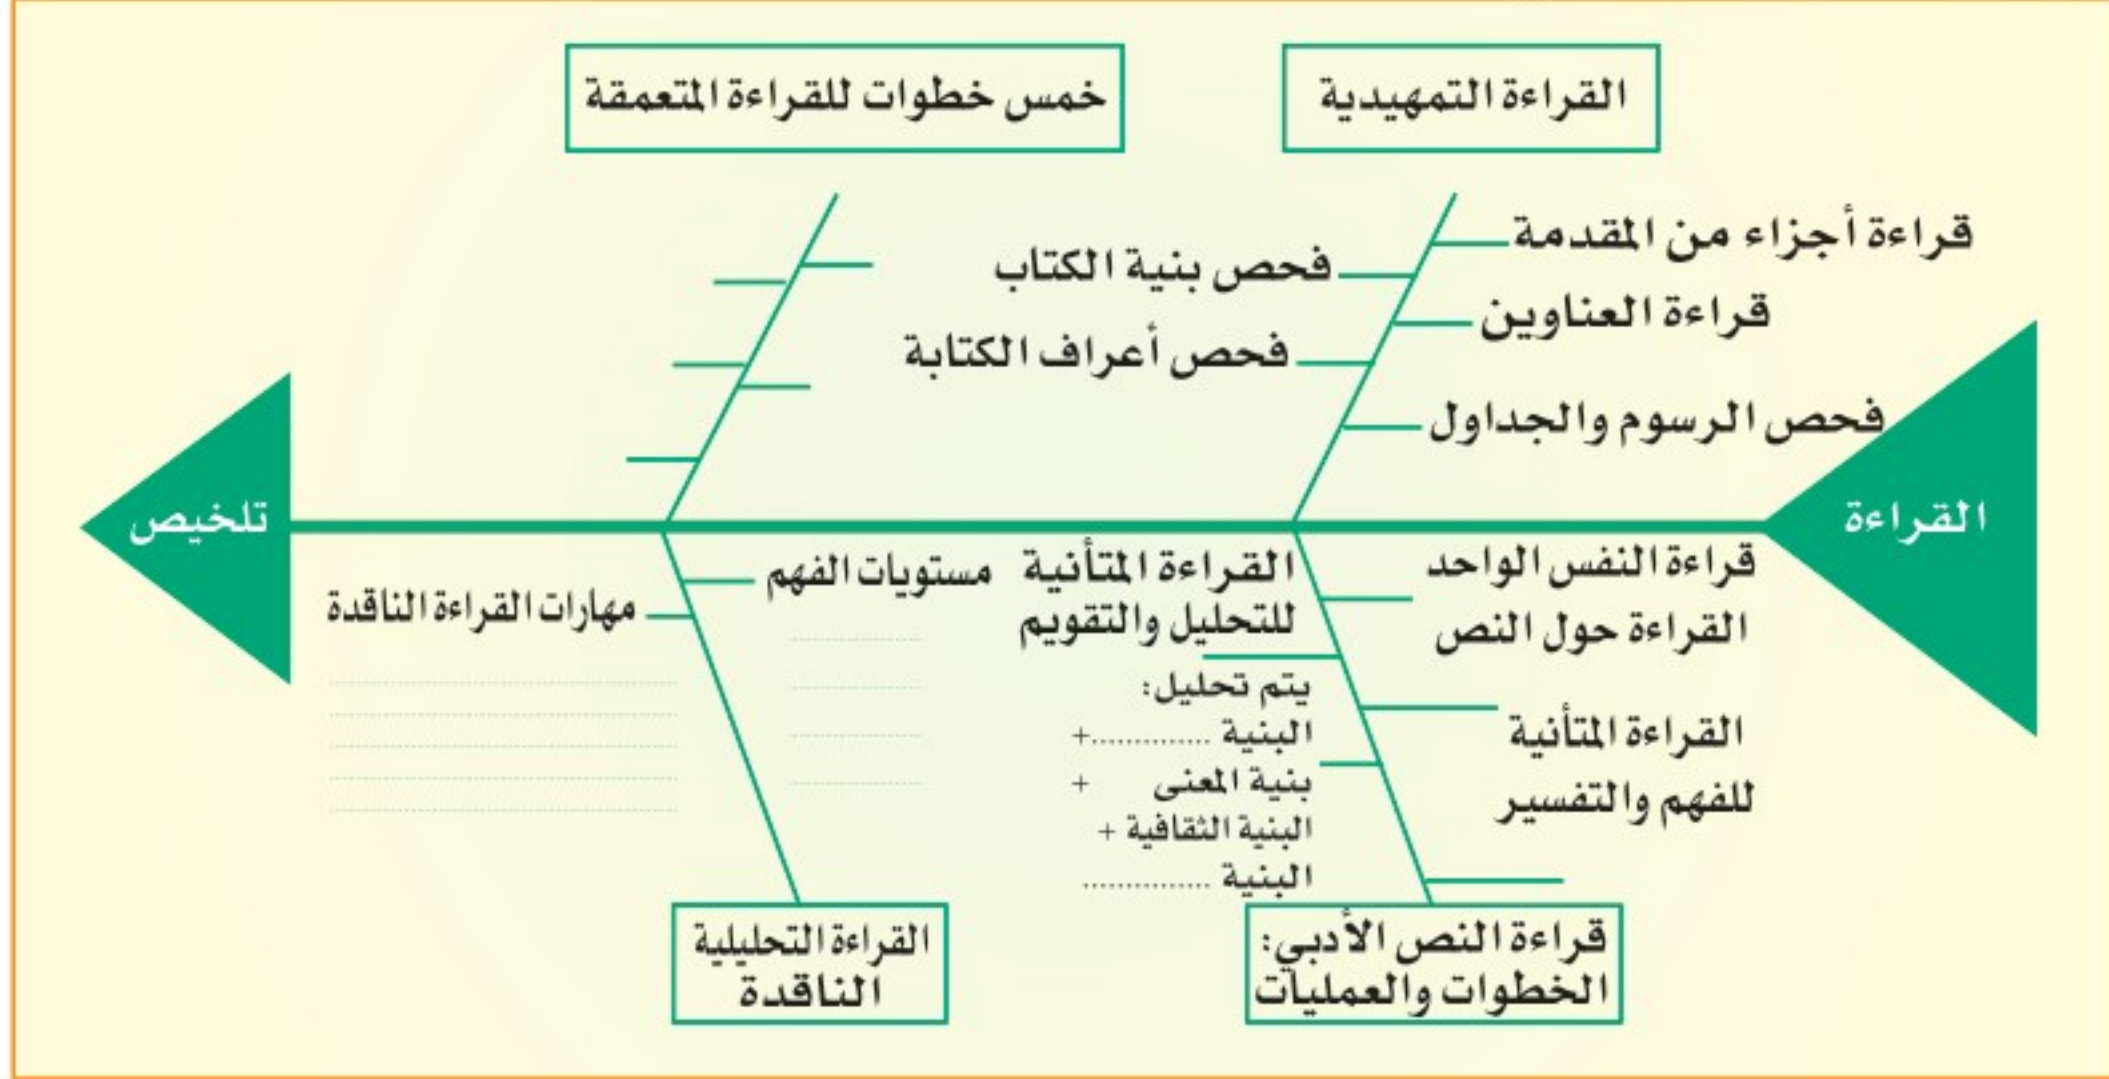 القراءة التمهيدية
خمس خطوات للقراءة المتعمقة
قراءة أجزاء من المقدمة
فحص بنية الكتاب
قراءة العناوين
فحص أعراف الكتابة
فحص الرسوم والجداول
القراءة
تلخيص
قراءة النفس الواحد
القراءة حول النص
القراءة المتأنية
للفهم والتفسير
القراءة المتأنية
للتحليل والتقويم
يتم تحليل:
البنية ..............+
بنية المعنى +
البنية الثقافية +
البنية ...............
مستويات الفهم
مهارات القراءة الناقدة
قراءة النص الأدبي:
الخطوات والعمليات
القراءة التحليلية
الناقدة